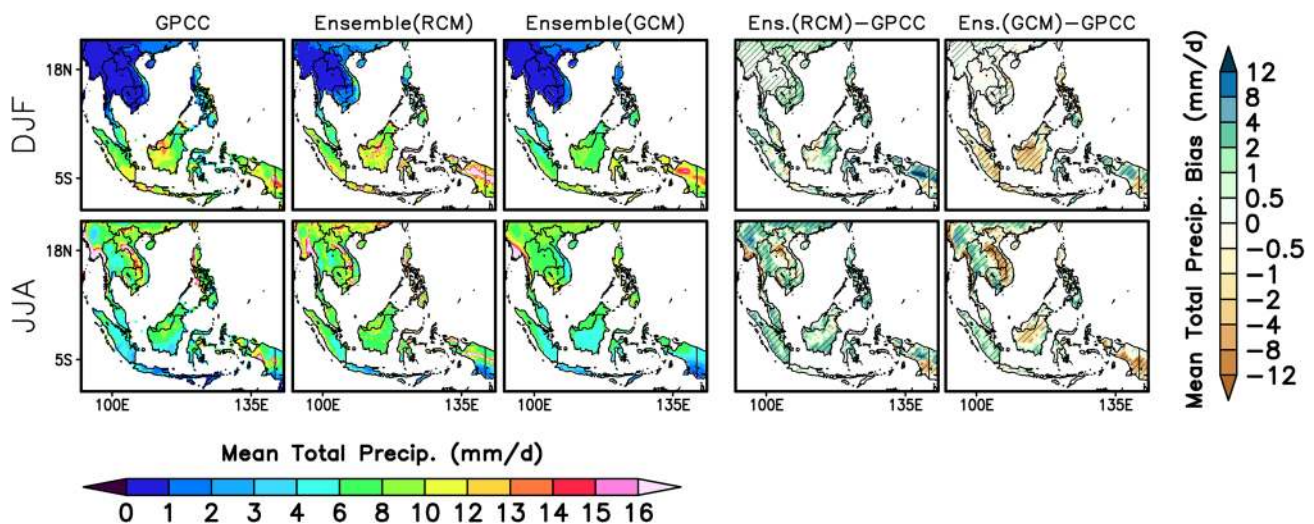 GPCC Ensemble(RCM) Ensemble(GCM) Ens.(RCM)−GPCC Ens.(GCM)−GPCC
DJF
18N
5S
JJA
18N
5S
100E 135E 100E 135E 100E 135E 100E 135E 100E 135E
Mean Total Precip. (mm/d)
0 1 2 3 4 6 8 10 12 13 14 15 16
Mean Total Precip. Bias (mm/d)
12
8
4
2
1
0.5
0
−0.5
−1
−2
−4
−8
−12